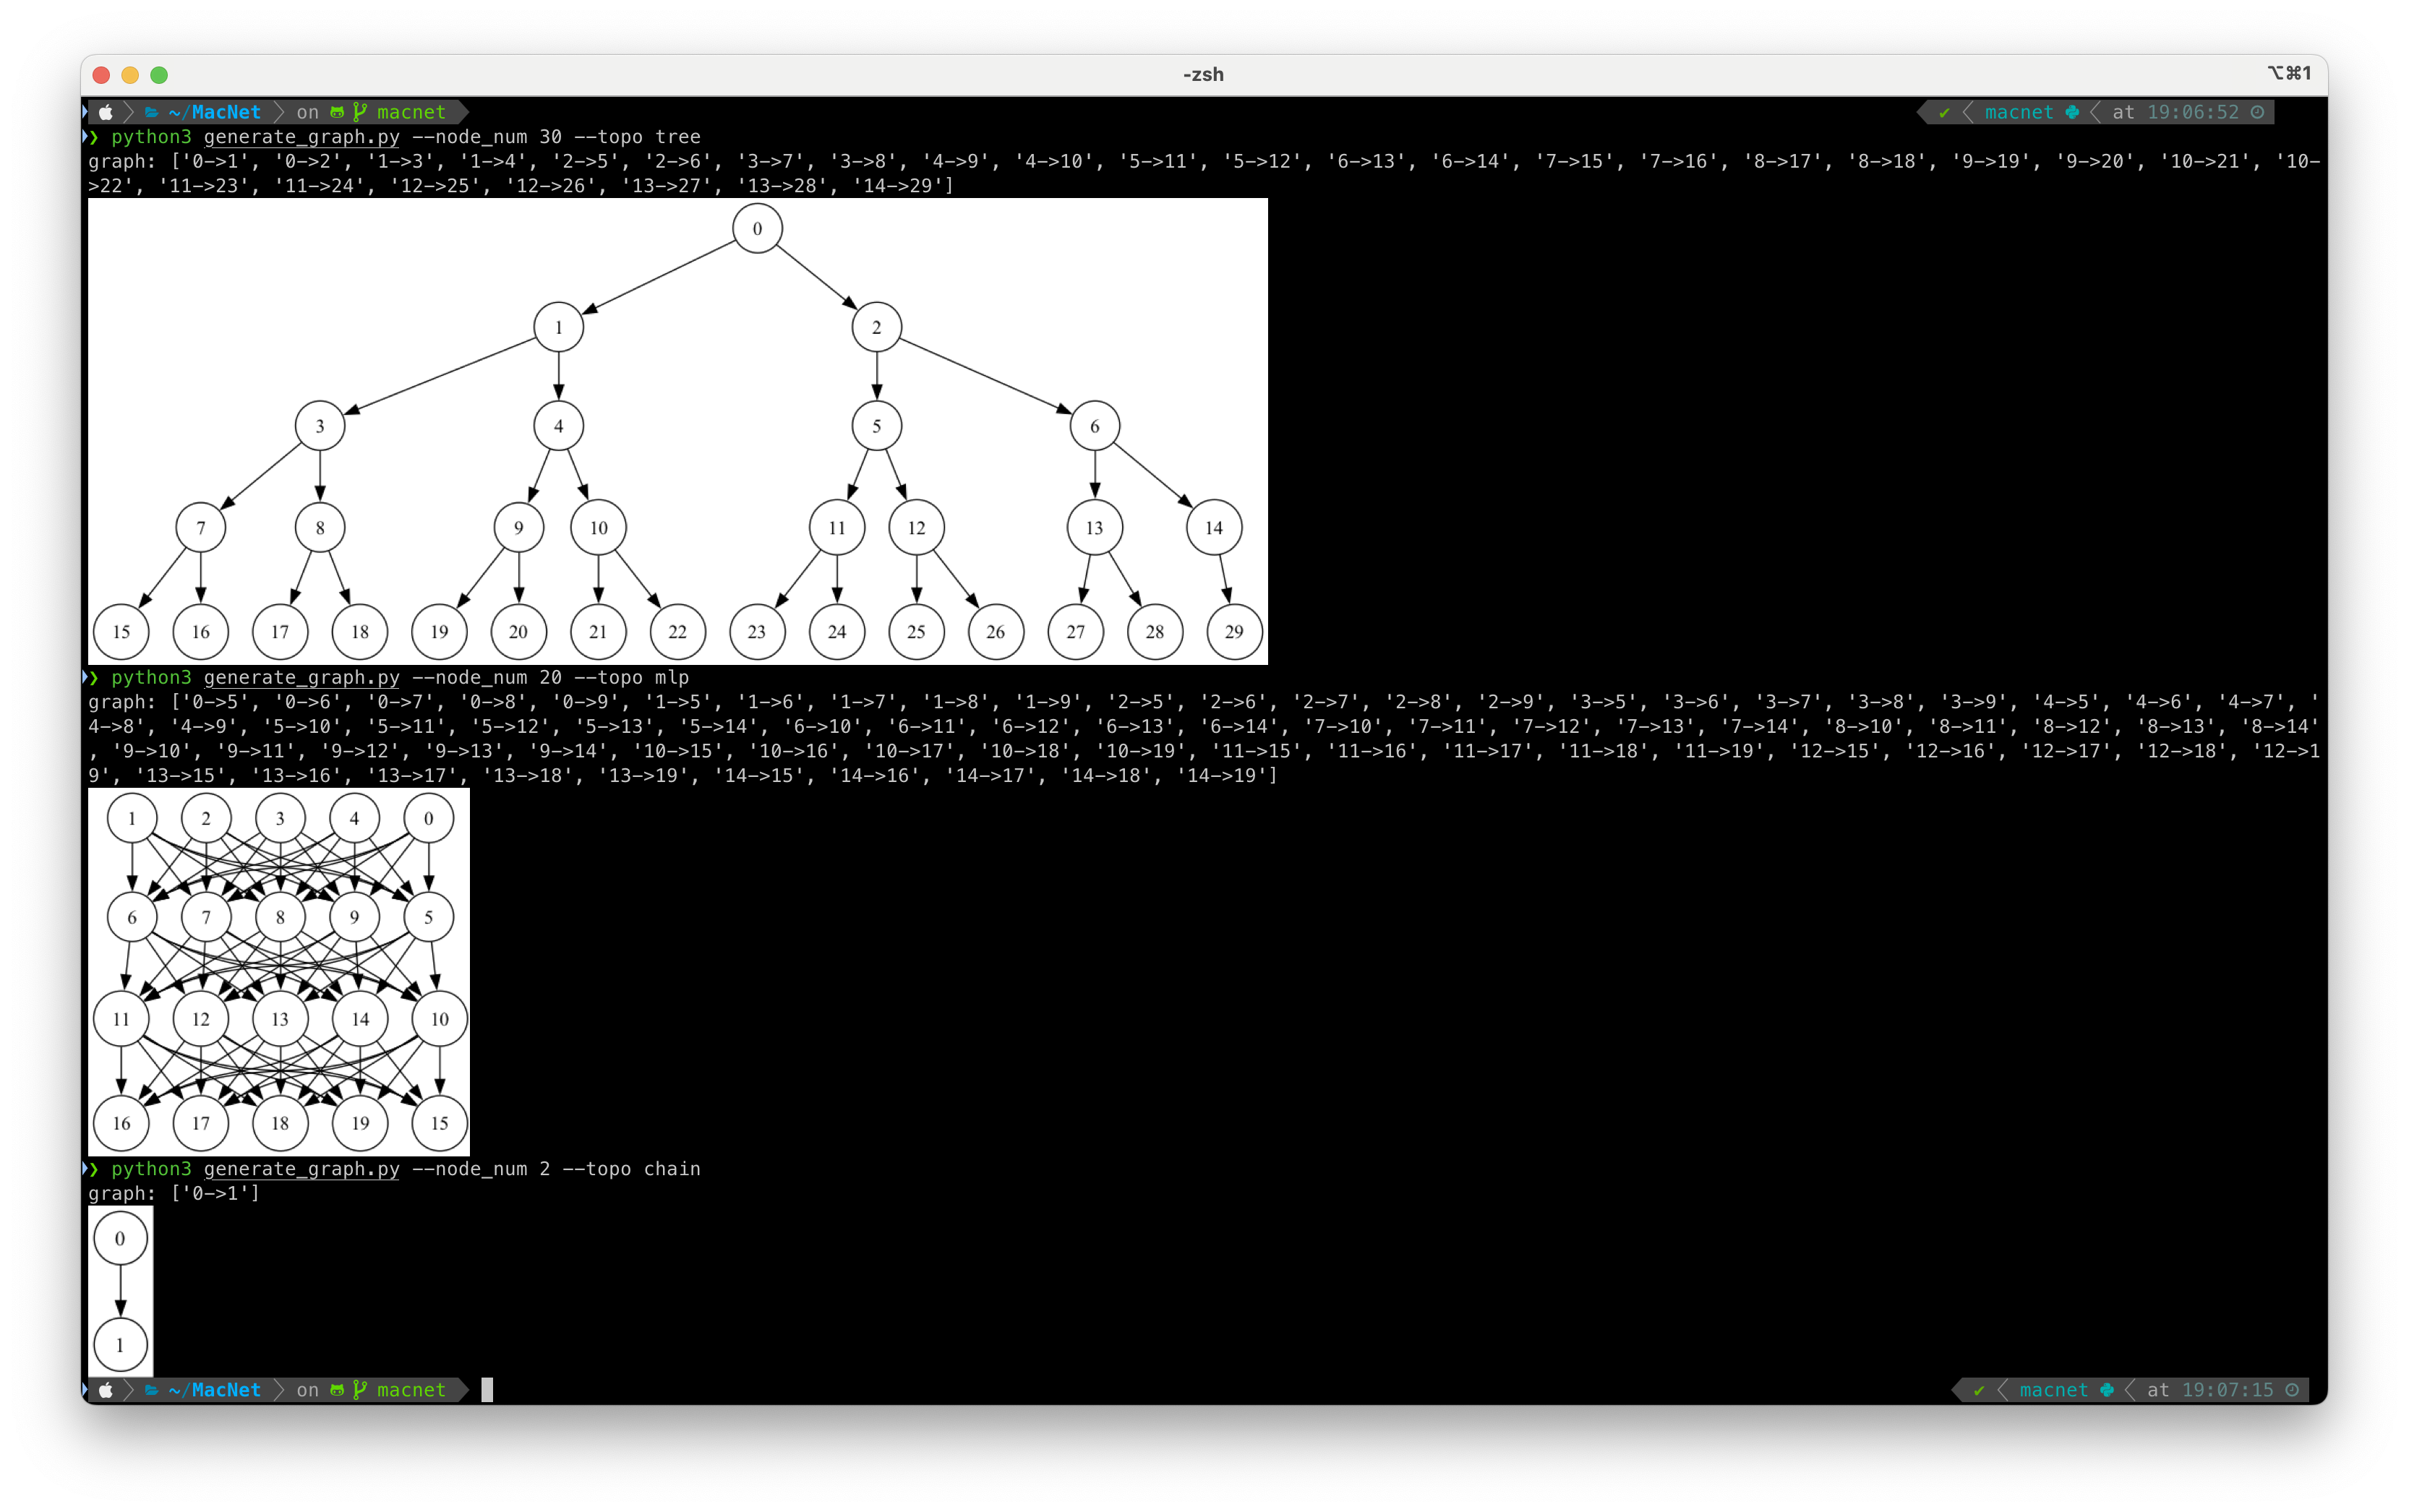 -zsh ⌥⌘1
~/MacNet on macnet ✔ macnet at 19:06:52
❯ python3 generate_graph.py --node_num 30 --topo tree
graph: ['0->1', '0->2', '1->3', '1->4', '2->5', '2->6', '3->7', '3->8', '4->9', '4->10', '5->11', '5->12', '6->13', '6->14', '7->15', '7->16', '8->17', '8->18', '9->19', '9->20', '10->21', '10-
>22', '11->23', '11->24', '12->25', '12->26', '13->27', '13->28', '14->29']
0
1 2
3 4 5 6
7 8 9 10 11 12 13 14
15 16 17 18 19 20 21 22 23 24 25 26 27 28 29
❯ python3 generate_graph.py --node_num 20 --topo mlp
graph: ['0->5', '0->6', '0->7', '0->8', '0->9', '1->5', '1->6', '1->7', '1->8', '1->9', '2->5', '2->6', '2->7', '2->8', '2->9', '3->5', '3->6', '3->7', '3->8', '3->9', '4->5', '4->6', '4->7', '
4->8', '4->9', '5->10', '5->11', '5->12', '5->13', '5->14', '6->10', '6->11', '6->12', '6->13', '6->14', '7->10', '7->11', '7->12', '7->13', '7->14', '8->10', '8->11', '8->12', '8->13', '8->14'
, '9->10', '9->11', '9->12', '9->13', '9->14', '10->15', '10->16', '10->17', '10->18', '10->19', '11->15', '11->16', '11->17', '11->18', '11->19', '12->15', '12->16', '12->17', '12->18', '12->1
9', '13->15', '13->16', '13->17', '13->18', '13->19', '14->15', '14->16', '14->17', '14->18', '14->19']
1 2 3 4 0
6 7 8 9 5
11 12 13 14 10
16 17 18 19 15
❯ python3 generate_graph.py --node_num 2 --topo chain
graph: ['0->1']
0
1
~/MacNet on macnet ✔ macnet at 19:07:15